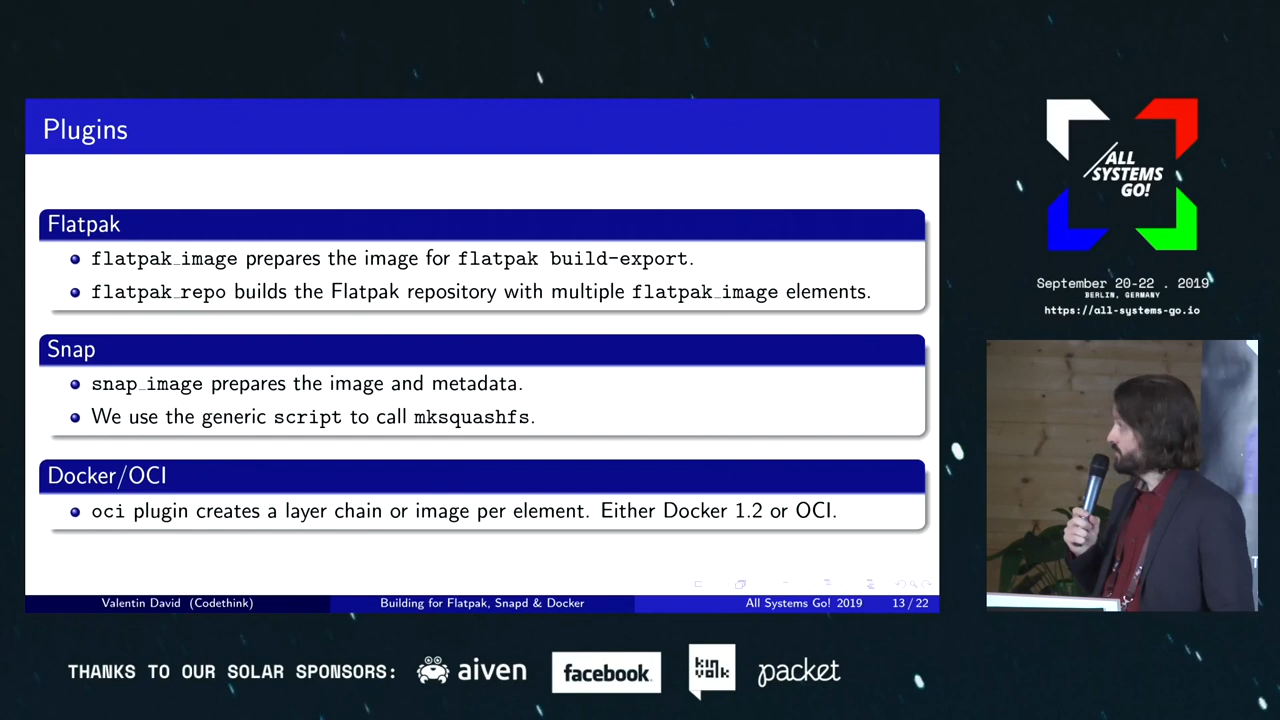 Plugins
Flatpak
flatpak_image prepares the image for flatpak build-export.
flatpak_repo builds the Flatpak repository with multiple flatpak_image elements.
Snap
snap_image prepares the image and metadata.
We use the generic script to call mksquashfs.
Docker/OCI
oci plugin creates a layer chain or image per element. Either Docker 1.2 or OCI.
Valentin David (Codethink) Building for Flatpak, Snapd & Docker All Systems Go! 2019 13 / 22
ALL
SYSTEMS
GO!
September 20-22 . 2019
BERLIN, GERMANY
https://all-systems-go.io
THANKS TO OUR SOLAR SPONSORS: aiven facebook. kin packet
volk